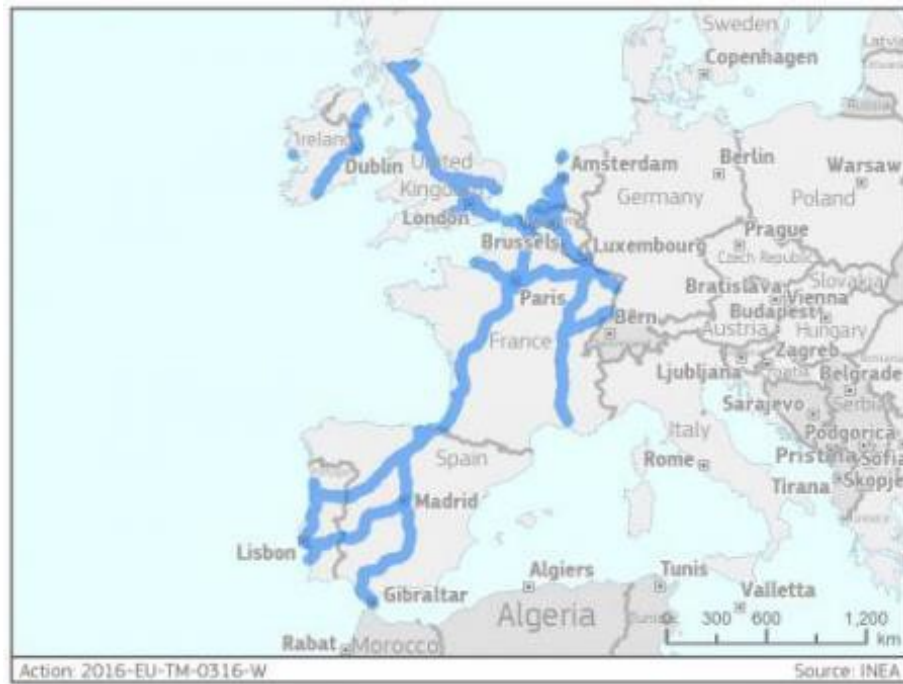 Sweden
Latvia
Copenhagen
Russia
Ireland
Dublin
United
Kingdom
Amsterdam
Berlin
Warsaw
Germany
Poland
London
Brussels
Prague
Luxembourg
Czech Republic
Slovakia
Paris
Bratislava
Vienna
Budapest
Bern
France
Austria
Hungary
Zagreb
Ljubljana
Belgrade
Serbia
Sarajevo
Italy
Podgorica
Spain
Pristina
Sofia
Rome
Skopje
Tirana
Madrid
Lisbon
Gibraltar
Algiers
Tunis
Valletta
Algeria
0 300 600 1,200
km
Rabat
Morocco
Action: 2016-EU-TM-0316-W
Source: INEA